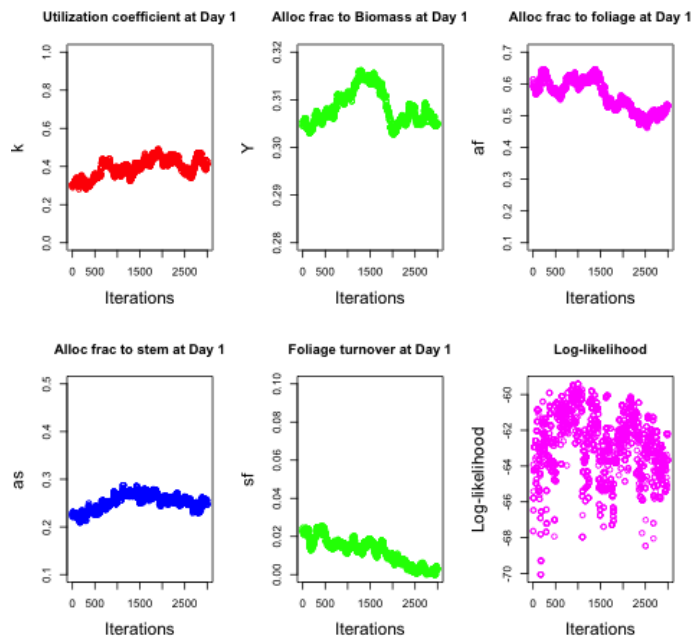 Utilization coefficient at Day 1
Alloc frac to Biomass at Day 1
Alloc frac to foliage at Day 1
k
0.0 0.2 0.4 0.6 0.8 1.0
0 500 1500 2500
Iterations
Y
0.28 0.29 0.30 0.31 0.32
0 500 1500 2500
Iterations
af
0.1 0.2 0.3 0.4 0.5 0.6 0.7
0 500 1500 2500
Iterations
Alloc frac to stem at Day 1
Foliage turnover at Day 1
Log-likelihood
as
0.1 0.2 0.3 0.4 0.5
0 500 1500 2500
Iterations
sf
0.00 0.02 0.04 0.06 0.08 0.10
0 500 1500 2500
Iterations
Log-likelihood
-70 -68 -66 -64 -62 -60
0 500 1500 2500
Iterations